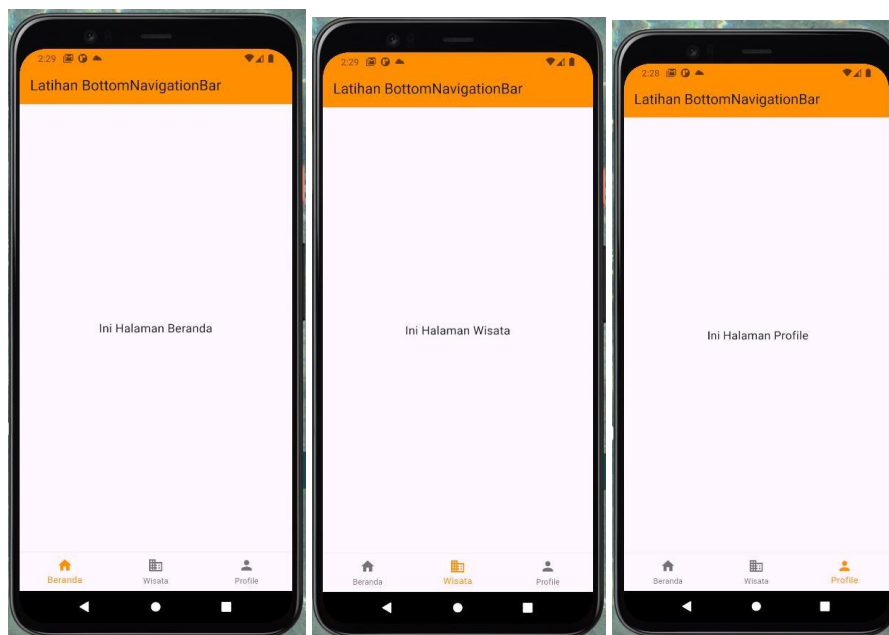 2:29
Latihan BottomNavigationBar
Ini Halaman Beranda
Beranda
Wisata
Profile
2:29
Latihan BottomNavigationBar
Ini Halaman Wisata
Beranda
Wisata
Profile
2:28
Latihan BottomNavigationBar
Ini Halaman Profile
Beranda
Wisata
Profile